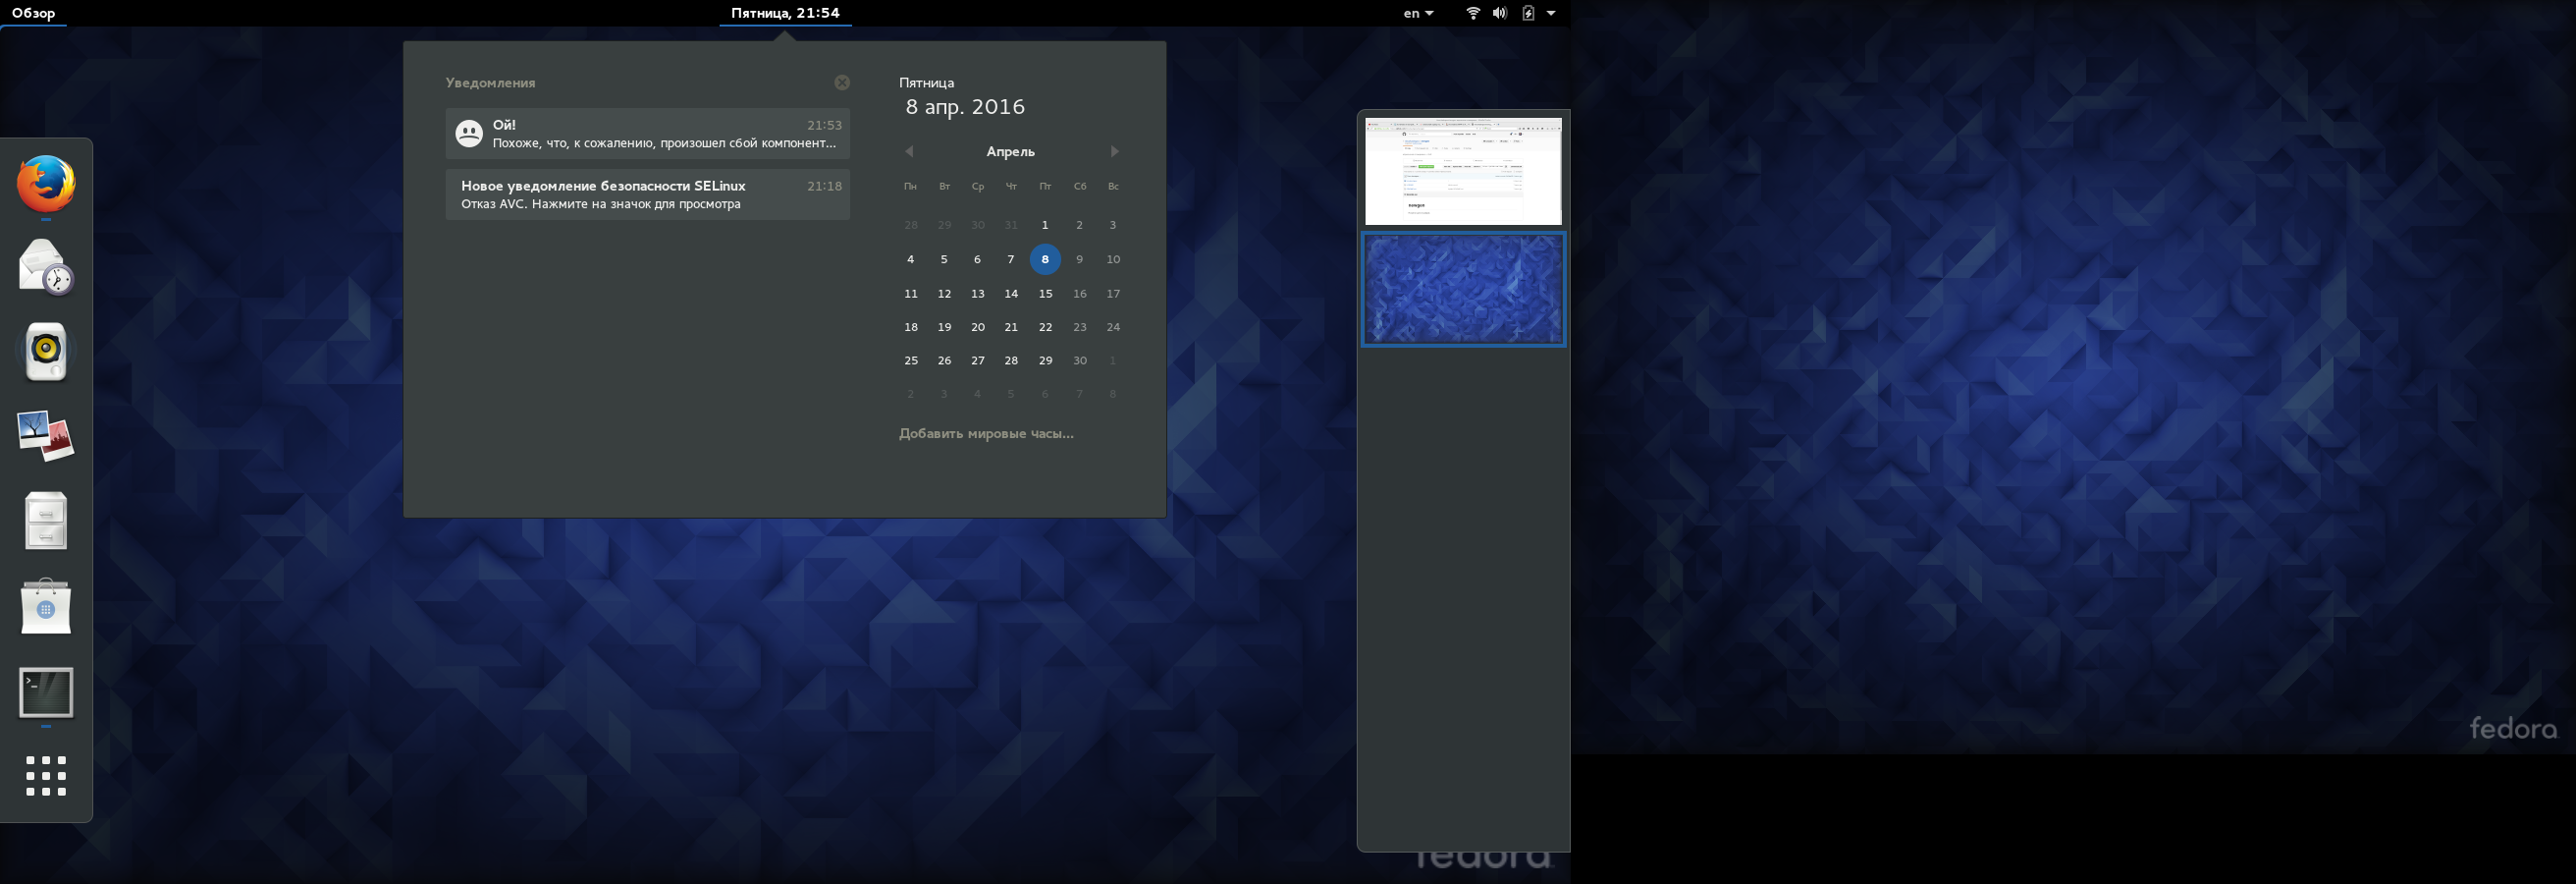 Обзор
Пятница, 21:54
en
Уведомления
Ой! 21:53
Похоже, что, к сожалению, произошел сбой компонент…
Новое уведомление безопасности SELinux 21:18
Отказ AVC. Нажмите на значок для просмотра
Пятница
8 апр. 2016
Апрель
Пн Вт Ср Чт Пт Сб Вс
28 29 30 31 1 2 3
4 5 6 7 8 9 10
11 12 13 14 15 16 17
18 19 20 21 22 23 24
25 26 27 28 29 30 1
2 3 4 5 6 7 8
Добавить мировые часы…
fedora
fedora